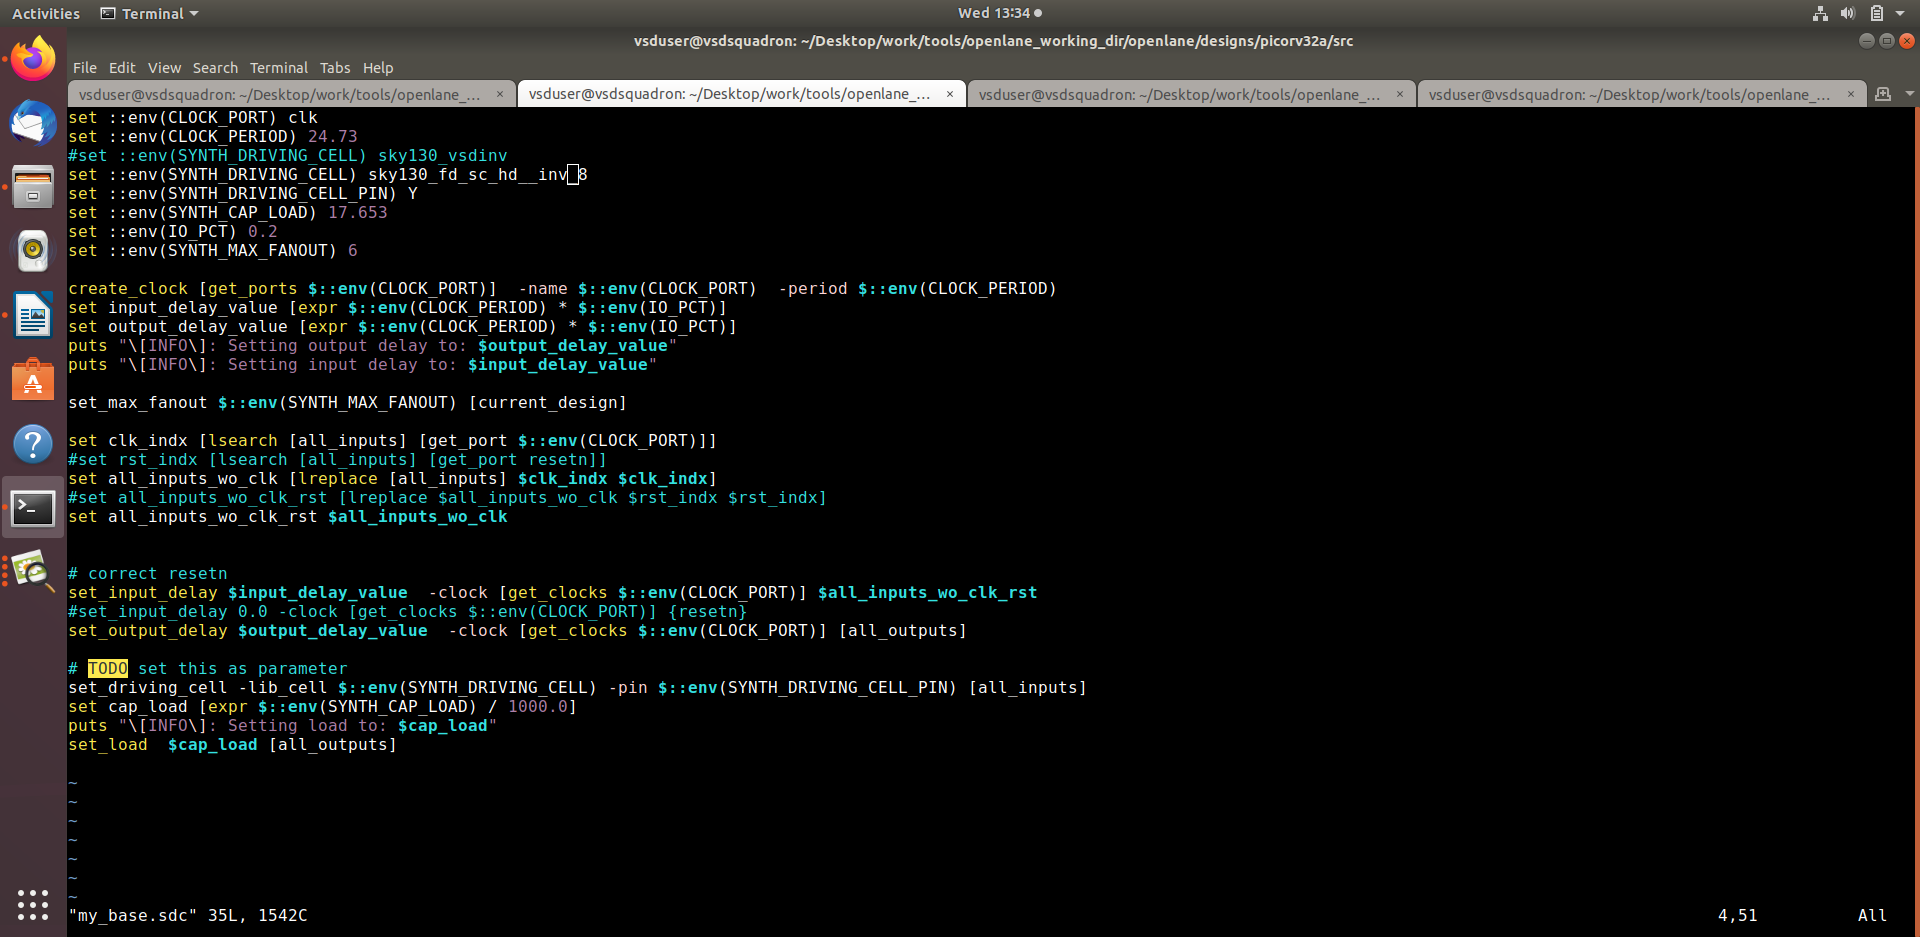 Activities Terminal Wed 13:34
vsduser@vsdsquadron: ~/Desktop/work/tools/openlane_working_dir/openlane/designs/picorv32a/src
File Edit View Search Terminal Tabs Help
vsduser@vsdsquadron: ~/Desktop/work/tools/openlane_... × vsduser@vsdsquadron: ~/Desktop/work/tools/openlane_... × vsduser@vsdsquadron: ~/Desktop/work/tools/openlane_... × vsduser@vsdsquadron: ~/Desktop/work/tools/openlane_... ×
set ::env(CLOCK_PORT) clk
set ::env(CLOCK_PERIOD) 24.73
#set ::env(SYNTH_DRIVING_CELL) sky130_vsdinv
set ::env(SYNTH_DRIVING_CELL) sky130_fd_sc_hd__inv_8
set ::env(SYNTH_DRIVING_CELL_PIN) Y
set ::env(SYNTH_CAP_LOAD) 17.653
set ::env(IO_PCT) 0.2
set ::env(SYNTH_MAX_FANOUT) 6
create_clock [get_ports $::env(CLOCK_PORT)]  -name $::env(CLOCK_PORT)  -period $::env(CLOCK_PERIOD)
set input_delay_value [expr $::env(CLOCK_PERIOD) * $::env(IO_PCT)]
set output_delay_value [expr $::env(CLOCK_PERIOD) * $::env(IO_PCT)]
puts "\[INFO\]: Setting output delay to: $output_delay_value"
puts "\[INFO\]: Setting input delay to: $input_delay_value"
set_max_fanout $::env(SYNTH_MAX_FANOUT) [current_design]
set clk_indx [lsearch [all_inputs] [get_port $::env(CLOCK_PORT)]]
#set rst_indx [lsearch [all_inputs] [get_port resetn]]
set all_inputs_wo_clk [lreplace [all_inputs] $clk_indx $clk_indx]
#set all_inputs_wo_clk_rst [lreplace $all_inputs_wo_clk $rst_indx $rst_indx]
set all_inputs_wo_clk_rst $all_inputs_wo_clk
# correct resetn
set_input_delay $input_delay_value  -clock [get_clocks $::env(CLOCK_PORT)] $all_inputs_wo_clk_rst
#set_input_delay 0.0 -clock [get_clocks $::env(CLOCK_PORT)] {resetn}
set_output_delay $output_delay_value  -clock [get_clocks $::env(CLOCK_PORT)] [all_outputs]
# TODO set this as parameter
set_driving_cell -lib_cell $::env(SYNTH_DRIVING_CELL) -pin $::env(SYNTH_DRIVING_CELL_PIN) [all_inputs]
set cap_load [expr $::env(SYNTH_CAP_LOAD) / 1000.0]
puts "\[INFO\]: Setting load to: $cap_load"
set_load  $cap_load [all_outputs]
~
~
~
~
~
~
~
"my_base.sdc" 35L, 1542C 4,51 All